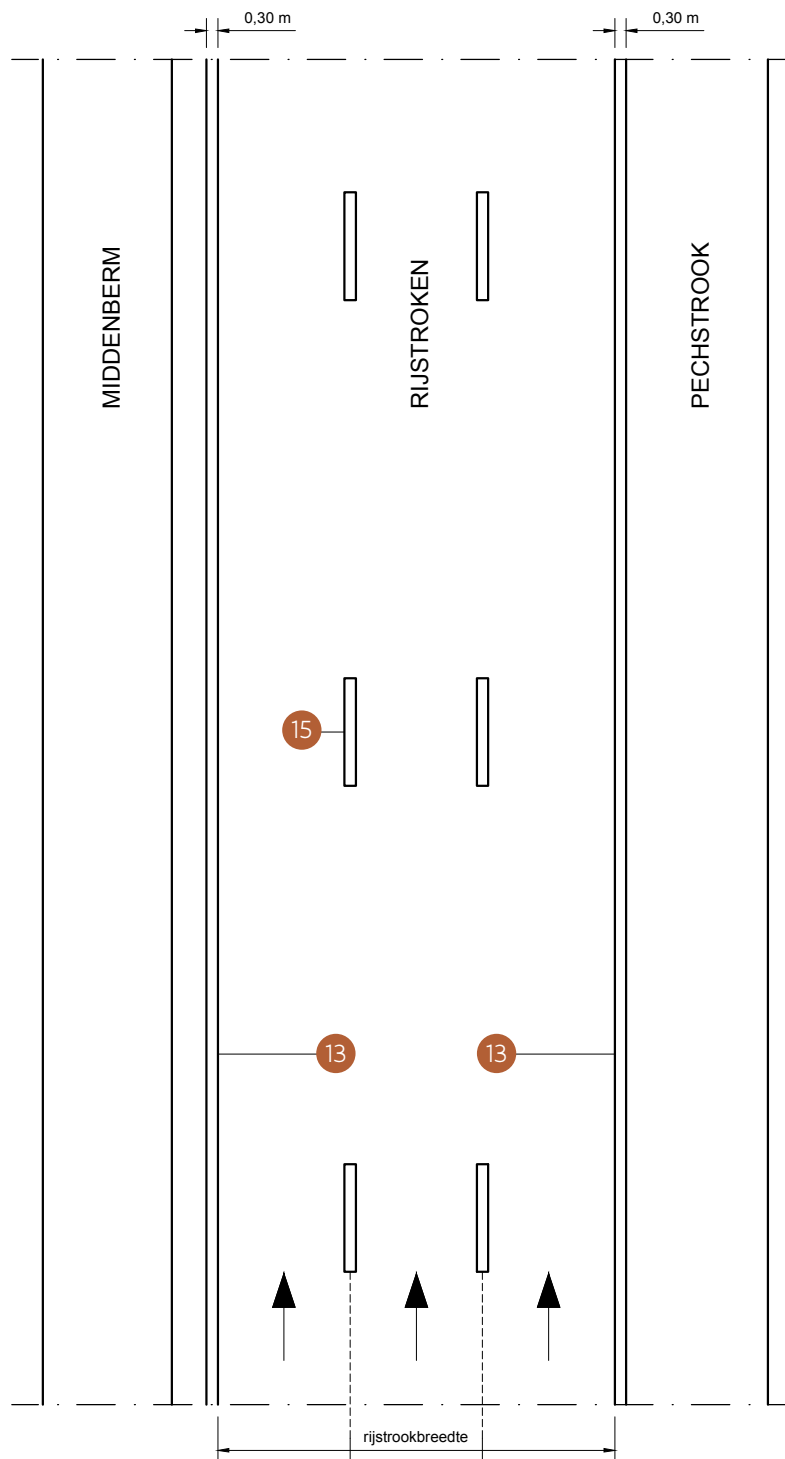 0,30 m
0,30 m
MIDDENBERM
RIJSTROKEN
PECHSTROOK
15
13
13
rijstrookbreedte